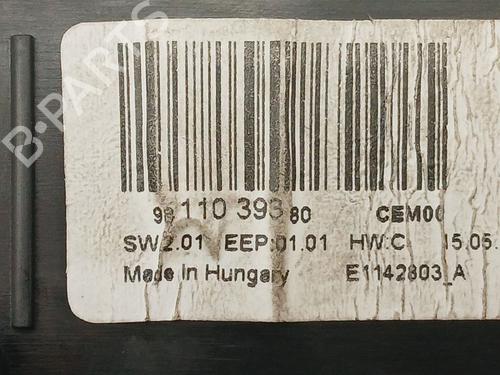 B-PARTS
98 110 393 80 CEM00
SW:2.01 EEP:01.01 HW:C 15.05.
Made In Hungary E1142803_A